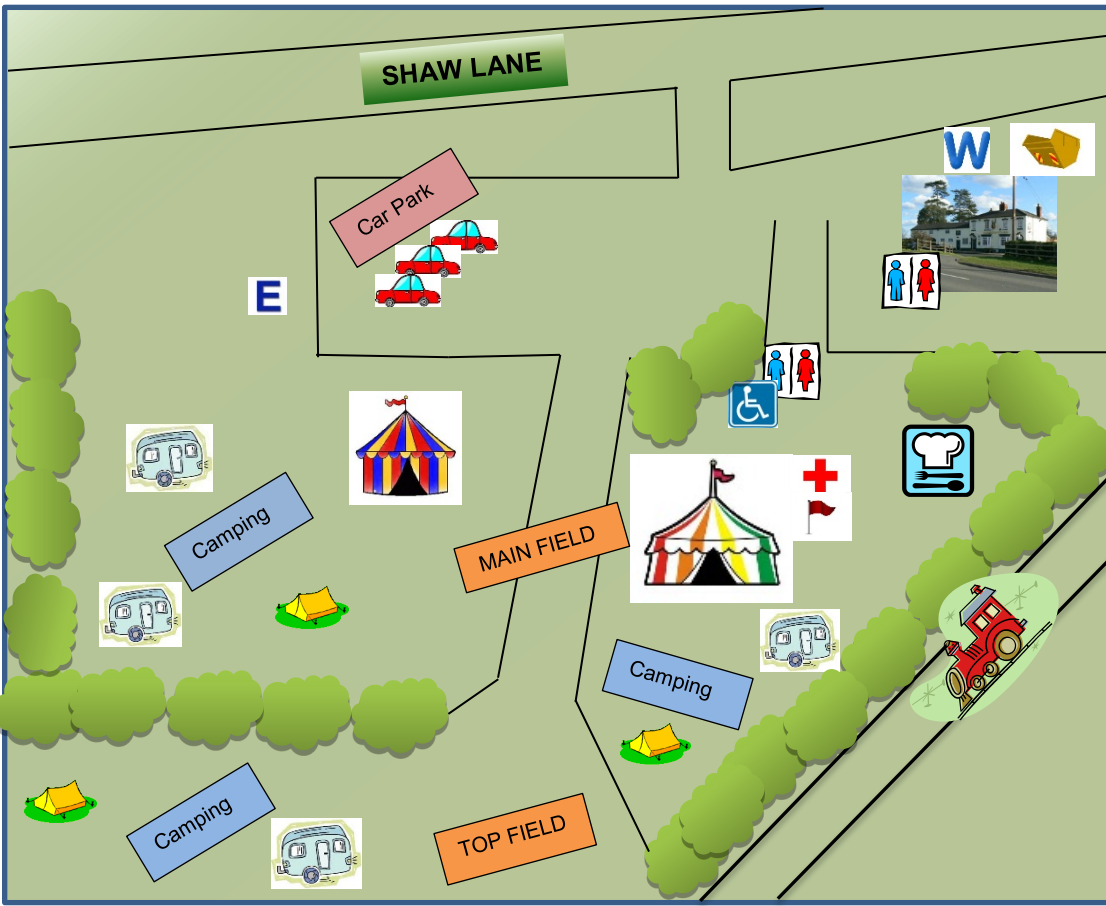 SHAW LANE
W
Car Park
E
Camping
MAIN FIELD
Camping
Camping
TOP FIELD